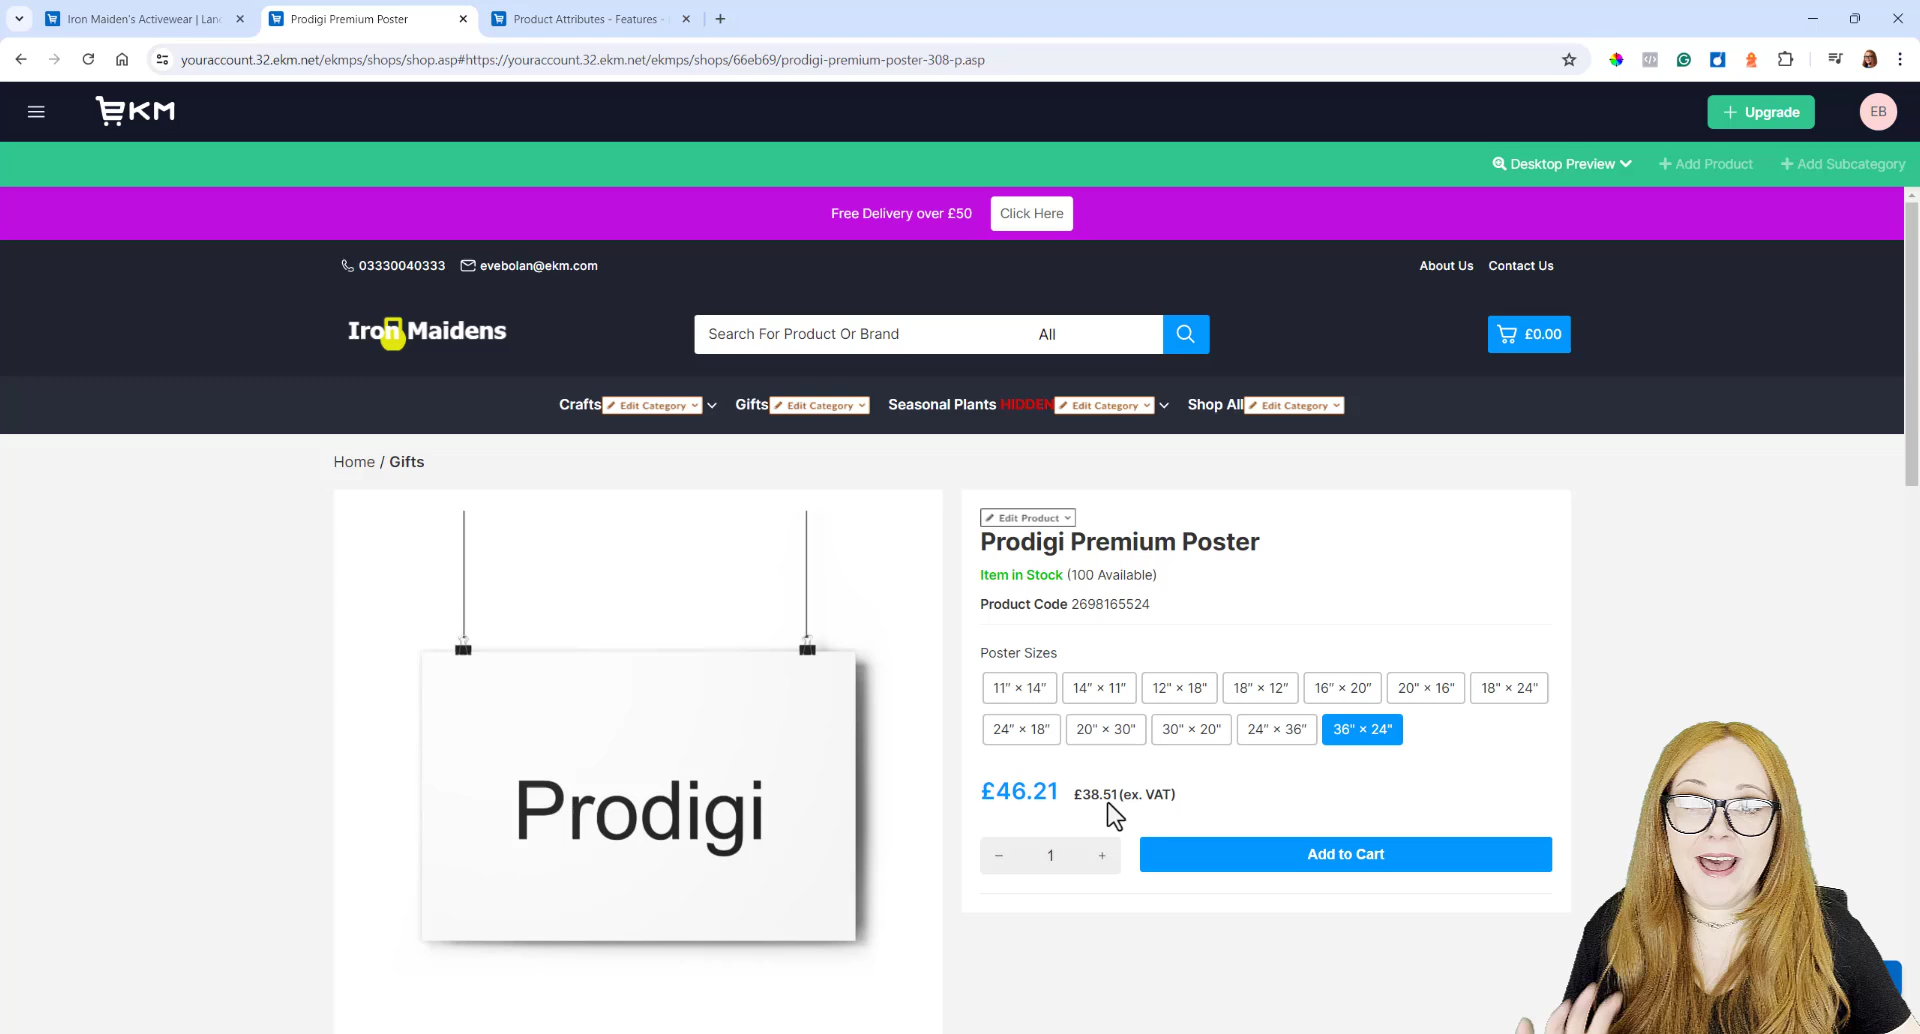 Iron Maiden's Activewear | Lan
Prodigi Premium Poster
Product Attributes - Features -
youraccount.32.ekm.net/ekmps/shops/shop.asp#https://youraccount.32.ekm.net/ekmps/shops/66eb69/prodigi-premium-poster-308-p.asp
EKM
Upgrade
EB
Desktop Preview
Add Product
Add Subcategory
Free Delivery over £50
Click Here
03330040333
evebolan@ekm.com
About Us
Contact Us
Iron Maidens
Search For Product Or Brand
All
£0.00
Crafts Edit Category
Gifts Edit Category
Seasonal Plants HIDDEN Edit Category
Shop All Edit Category
Home / Gifts
Edit Product
Prodigi Premium Poster
Item in Stock (100 Available)
Product Code 2698165524
Poster Sizes
11" × 14" 14" × 11" 12" × 18" 18" × 12" 16" × 20" 20" × 16" 18" × 24"
24" × 18" 20" × 30" 30" × 20" 24" × 36" 36" × 24"
£46.21 £38.51(ex. VAT)
- 1 +
Add to Cart
Prodigi